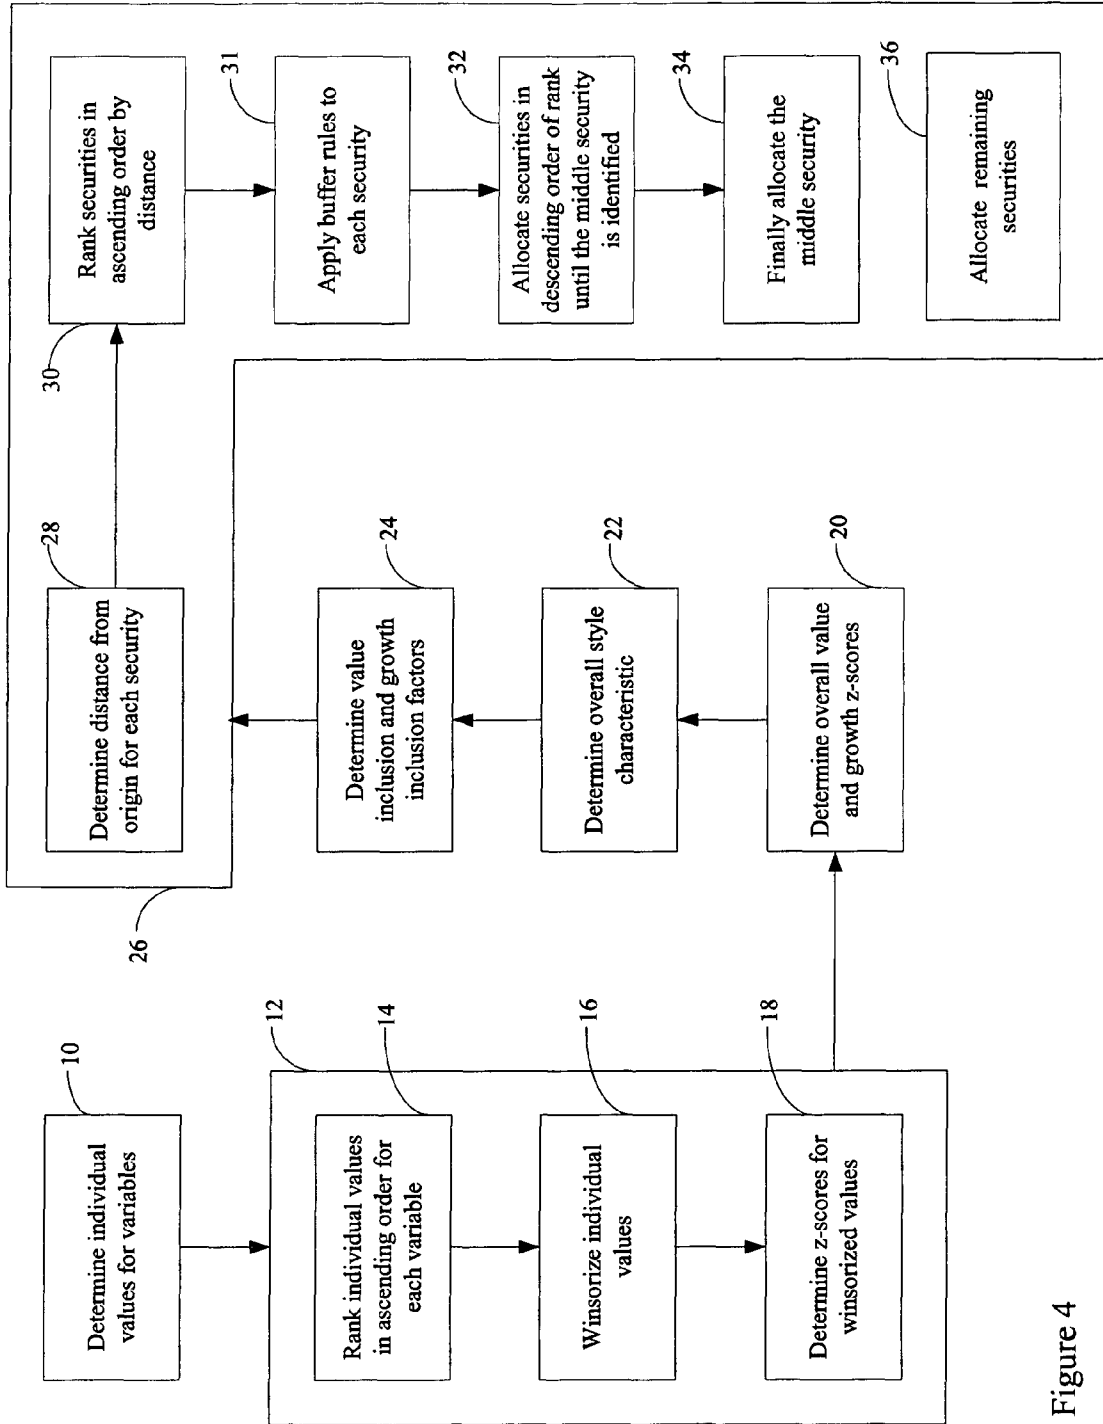 10
Determine individual
values for variables
12
14
Rank individual values
in ascending order for
each variable
16
Winsorize individual
values
18
Determine z-scores for
winsorized values
20
Determine overall value
and growth z-scores
22
Determine overall style
characteristic
24
Determine value
inclusion and growth
inclusion factors
26
28
Determine distance from
origin for each security
30
Rank securities in
ascending order by
distance
31
Apply buffer rules to
each security
32
Allocate securities in
descending order of rank
until the middle security
is identified
34
Finally allocate the
middle security
36
Allocate remaining
securities
Figure 4